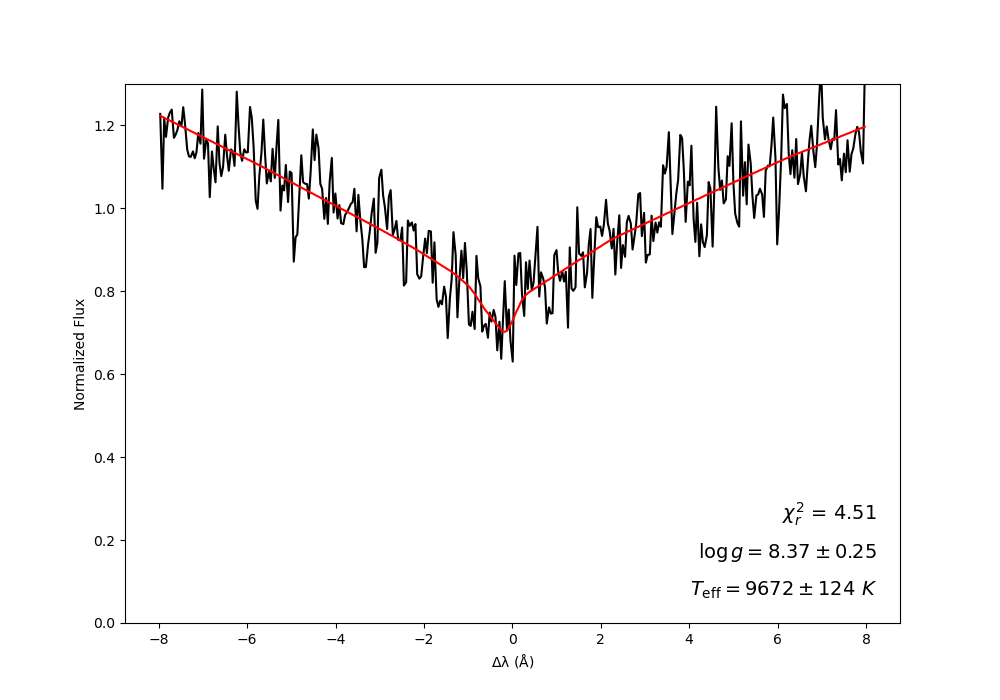 1.2
1.0
0.8
0.6
0.4
0.2
0.0
Normalized Flux
χ²ᵣ = 4.51
log g = 8.37 ± 0.25
T_eff = 9672 ± 124 K
−8 −6 −4 −2 0 2 4 6 8
Δλ (Å)